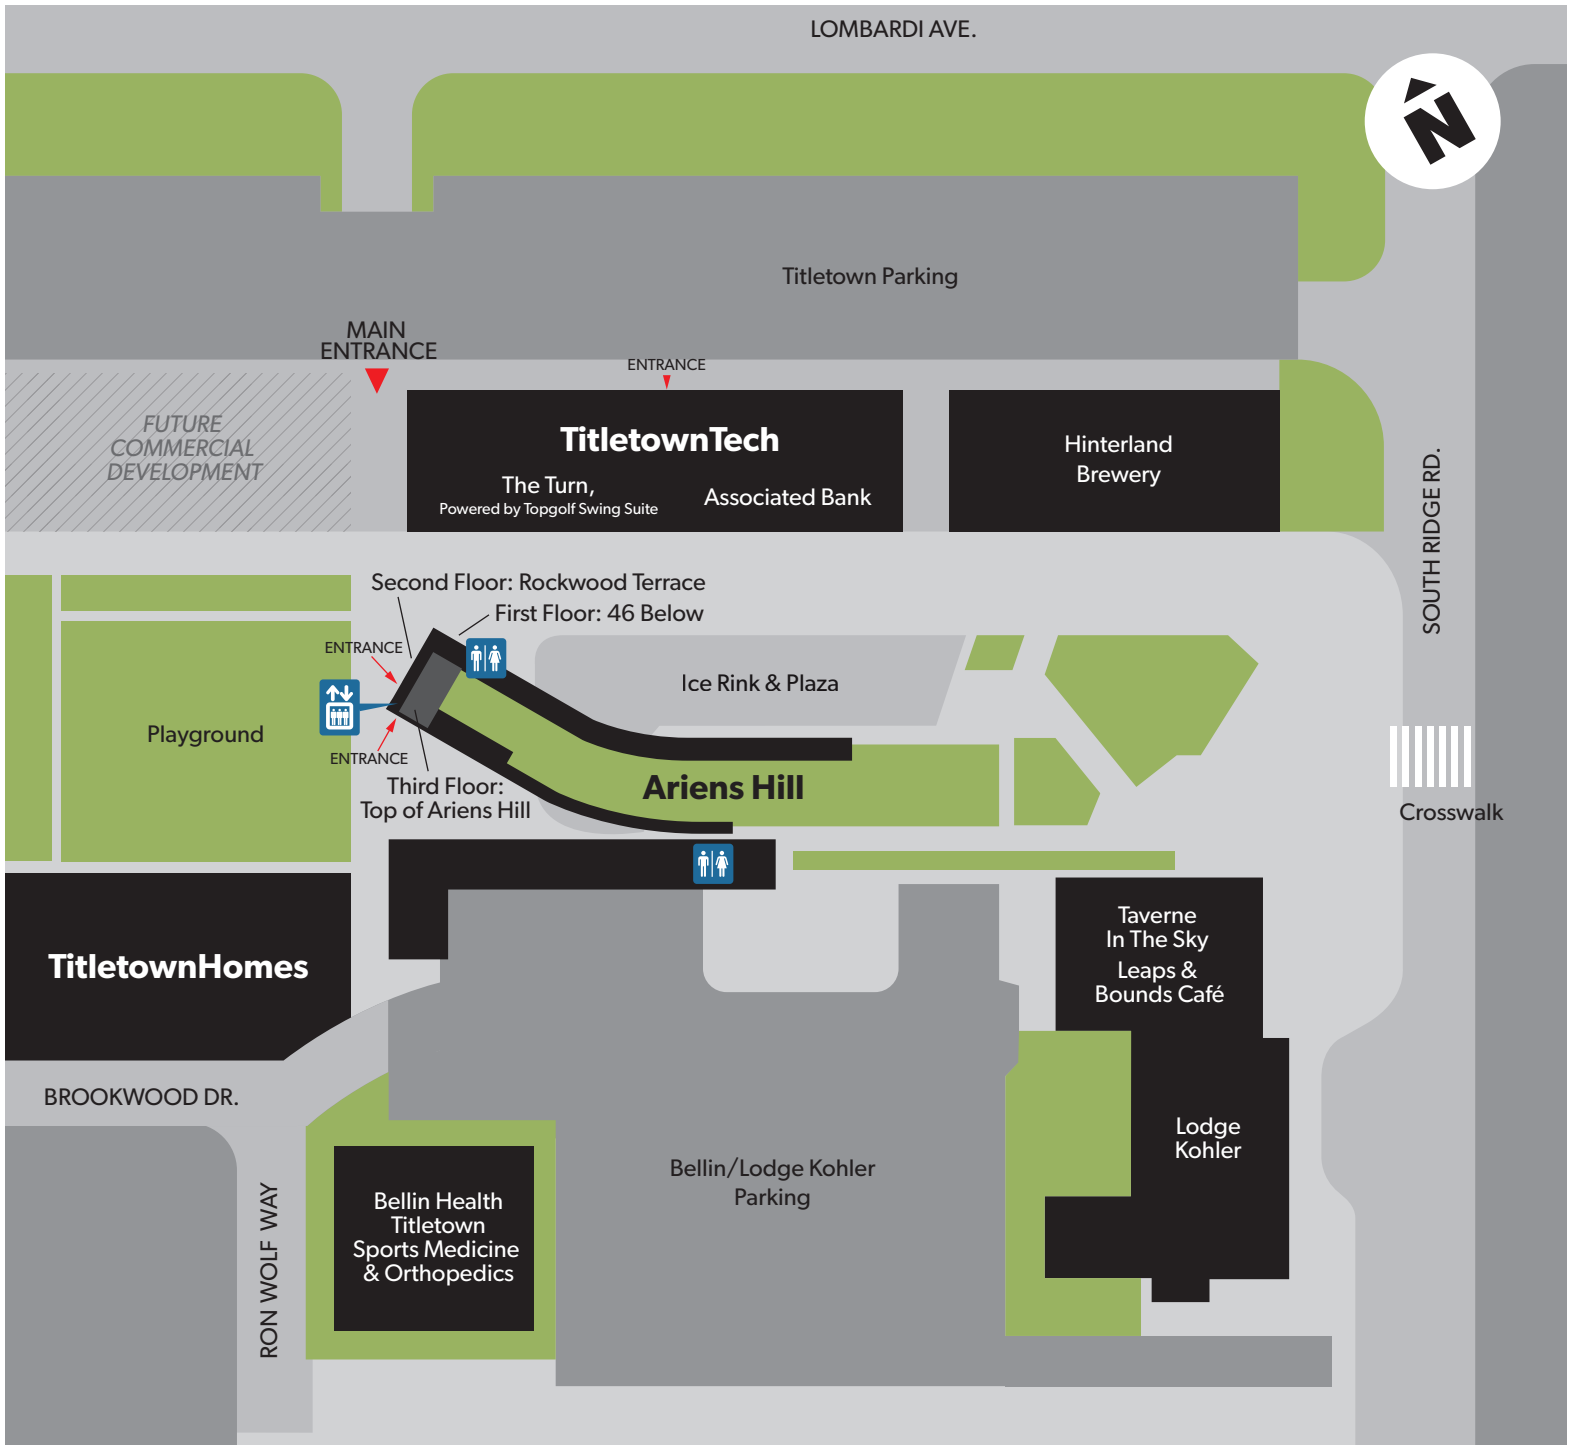 LOMBARDI AVE.
N
Titletown Parking
MAIN
ENTRANCE
ENTRANCE
FUTURE
COMMERCIAL
DEVELOPMENT
TitletownTech
The Turn,
Powered by Topgolf Swing Suite
Associated Bank
Hinterland
Brewery
SOUTH RIDGE RD.
Second Floor: Rockwood Terrace
First Floor: 46 Below
ENTRANCE
Ice Rink & Plaza
Playground
ENTRANCE
Third Floor:
Top of Ariens Hill
Ariens Hill
Crosswalk
TitletownHomes
Taverne
In The Sky
Leaps &
Bounds Café
BROOKWOOD DR.
Lodge
Kohler
Bellin/Lodge Kohler
Parking
RON WOLF WAY
Bellin Health
Titletown
Sports Medicine
& Orthopedics